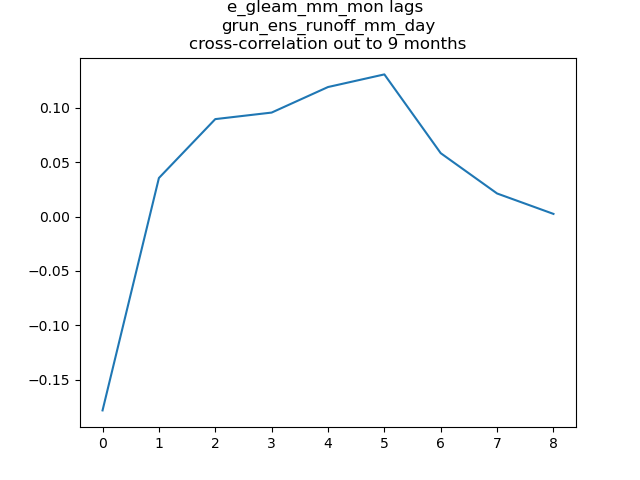 e_gleam_mm_mon lags
grun_ens_runoff_mm_day
cross-correlation out to 9 months
0.10
0.05
0.00
−0.05
−0.10
−0.15
0 1 2 3 4 5 6 7 8